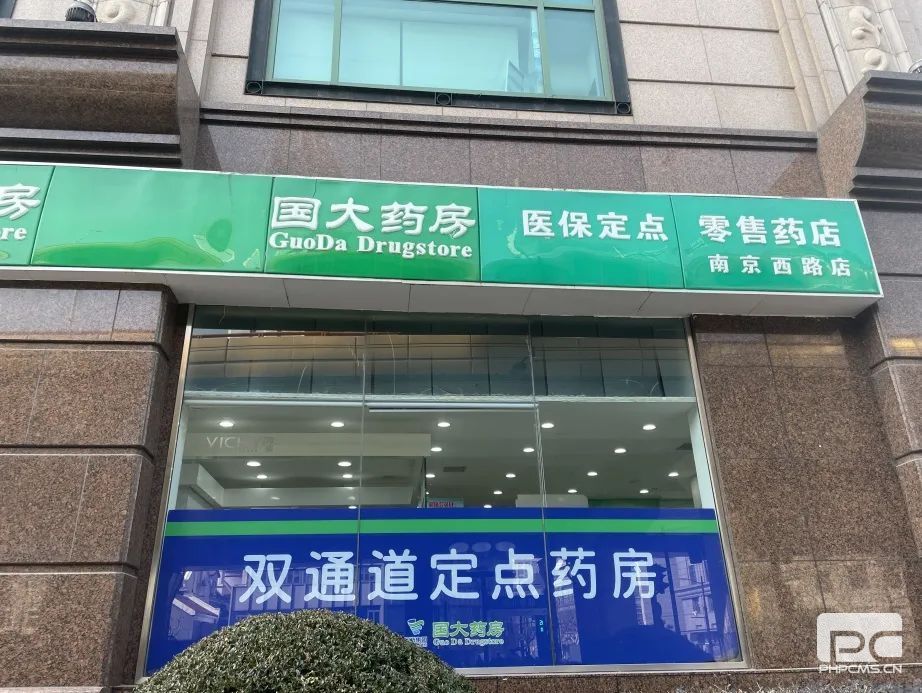 房
re
国大药房
GuoDa Drugstore
医保定点
零售药店
南京西路店
VICHY
双通道定点药房
国大药房
Guo Da Drugstore
PC
PHPCMS.CN